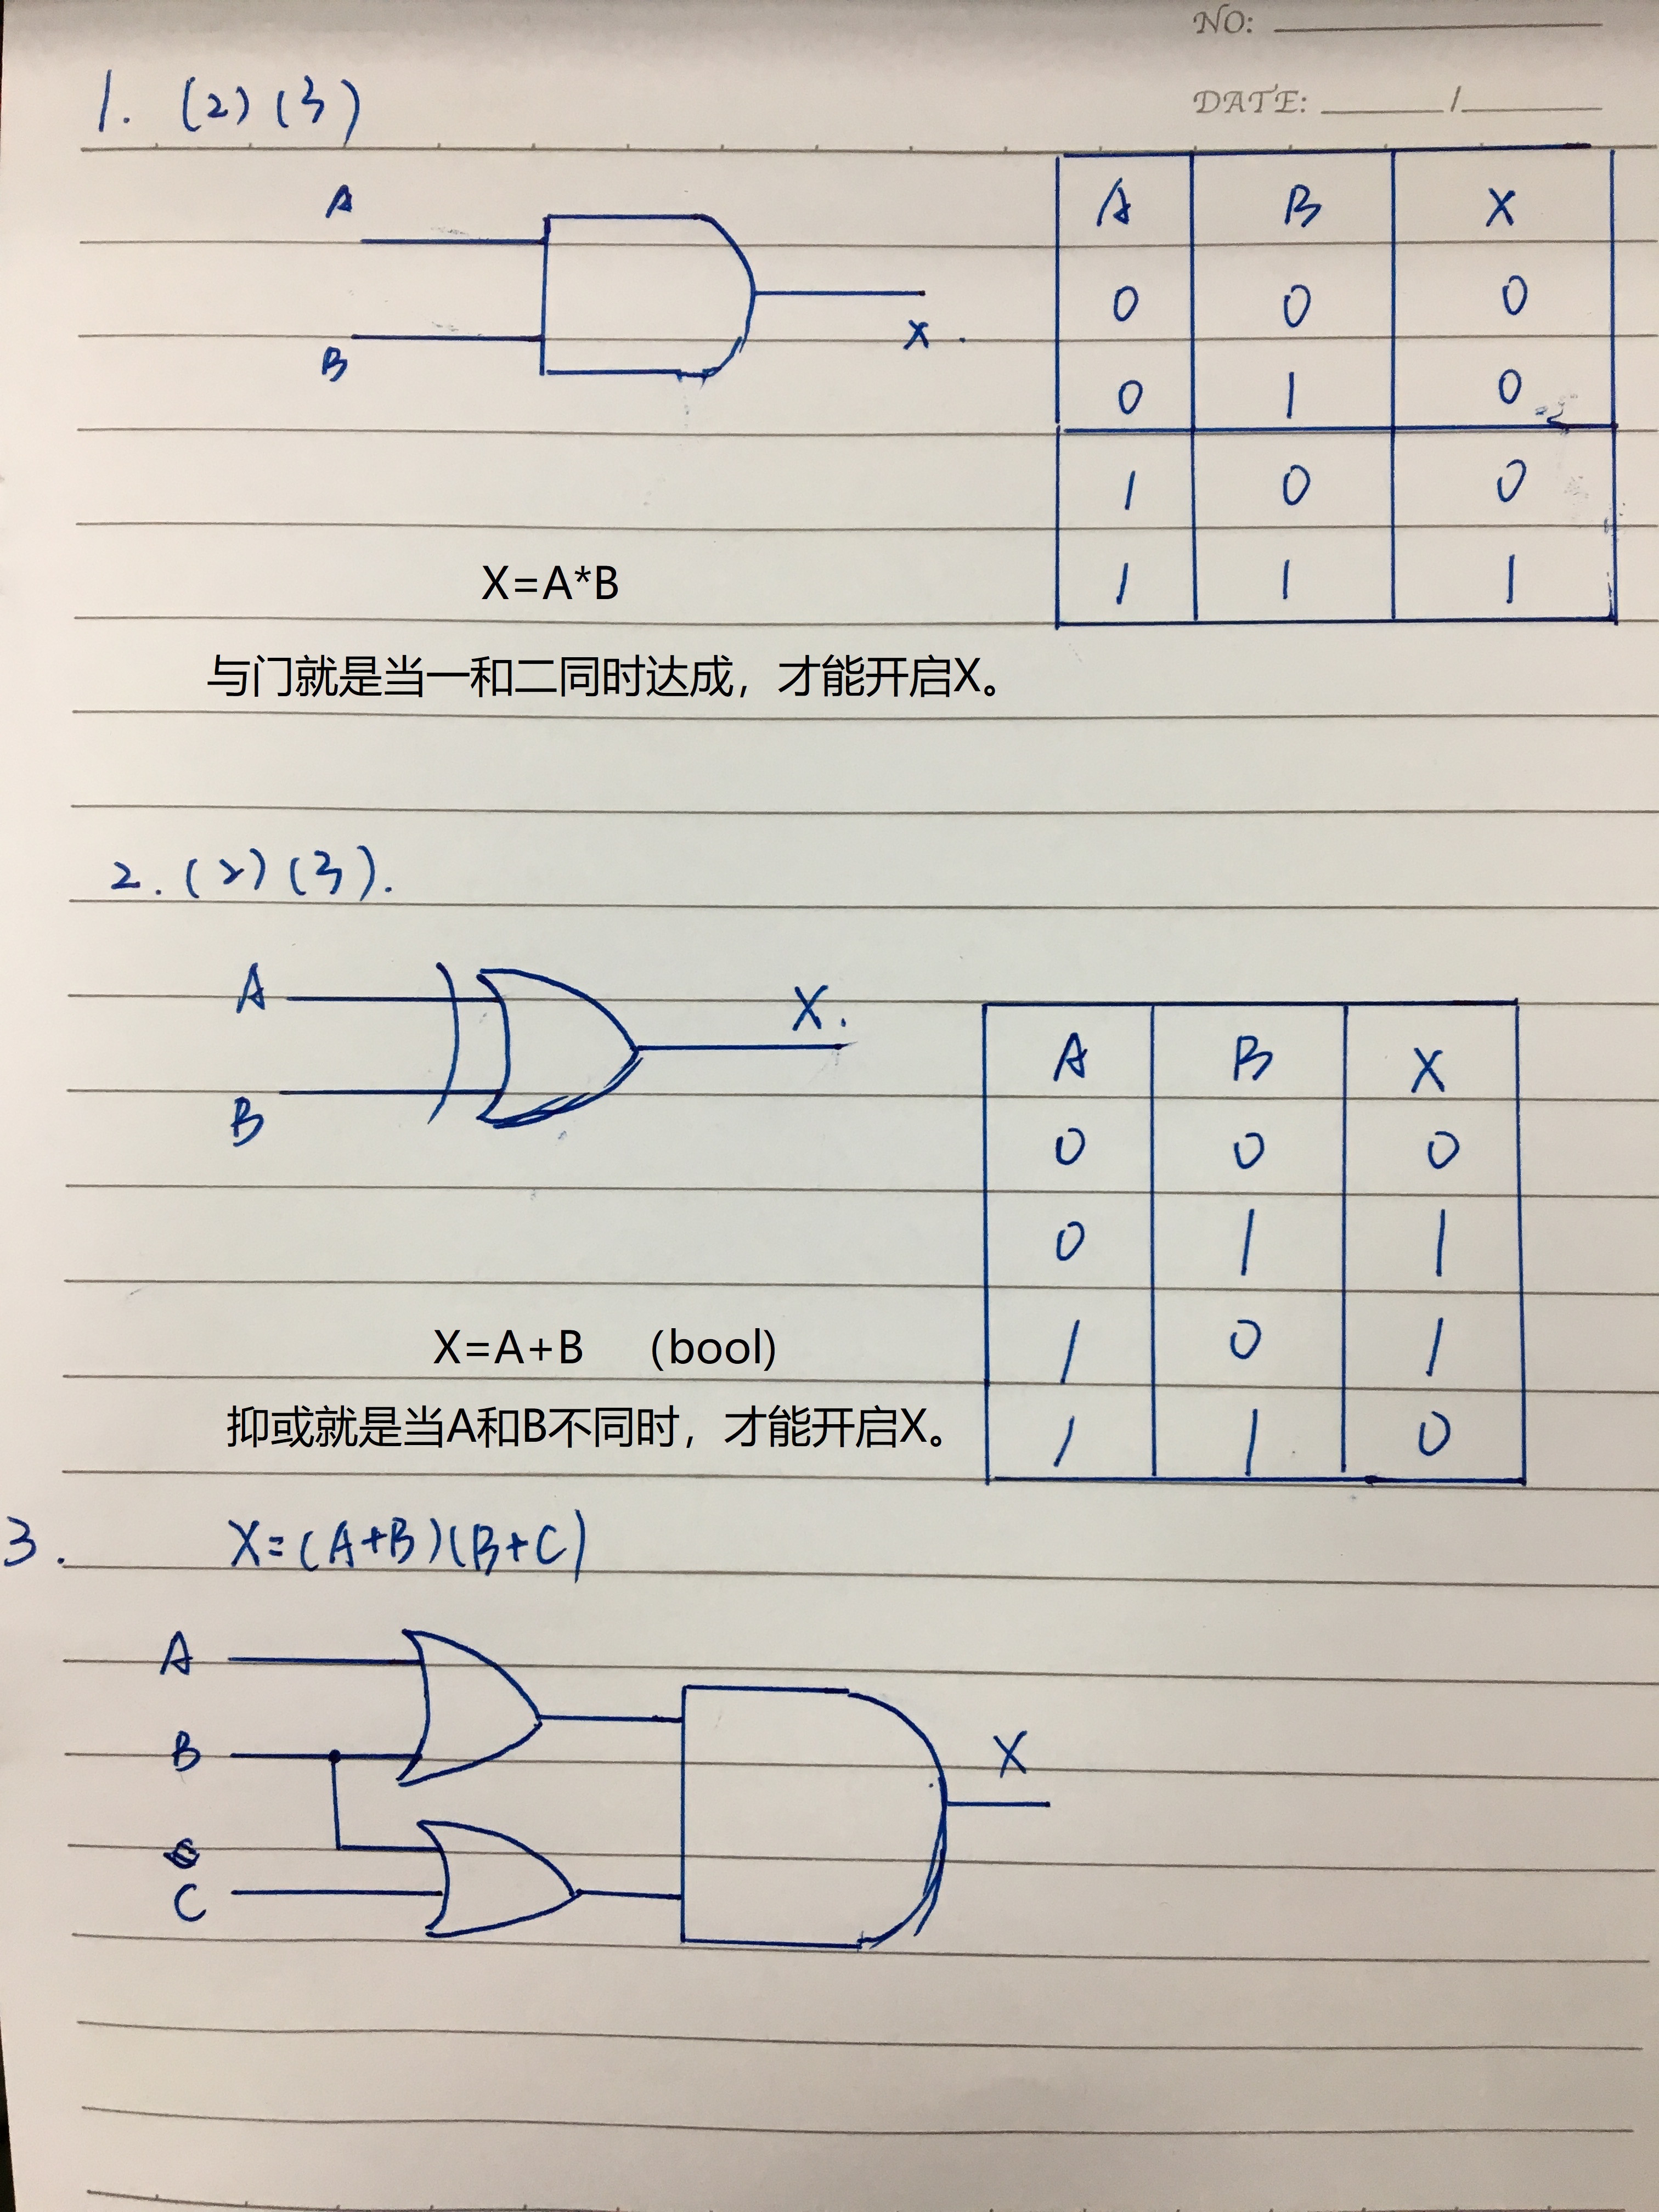 NO:
DATE: /
1. (2) (3)
A
B
X.
A B X
0 0 0
0 1 0
1 0 0
1 1 1
X=A*B
与门就是当一和二同时达成，才能开启X。
2. (2) (3).
A
B
X.
A B X
0 0 0
0 1 1
1 0 1
1 1 0
X=A+B (bool)
抑或就是当A和B不同时，才能开启X。
3. X=(A+B)(B+C)
A
B
C
X